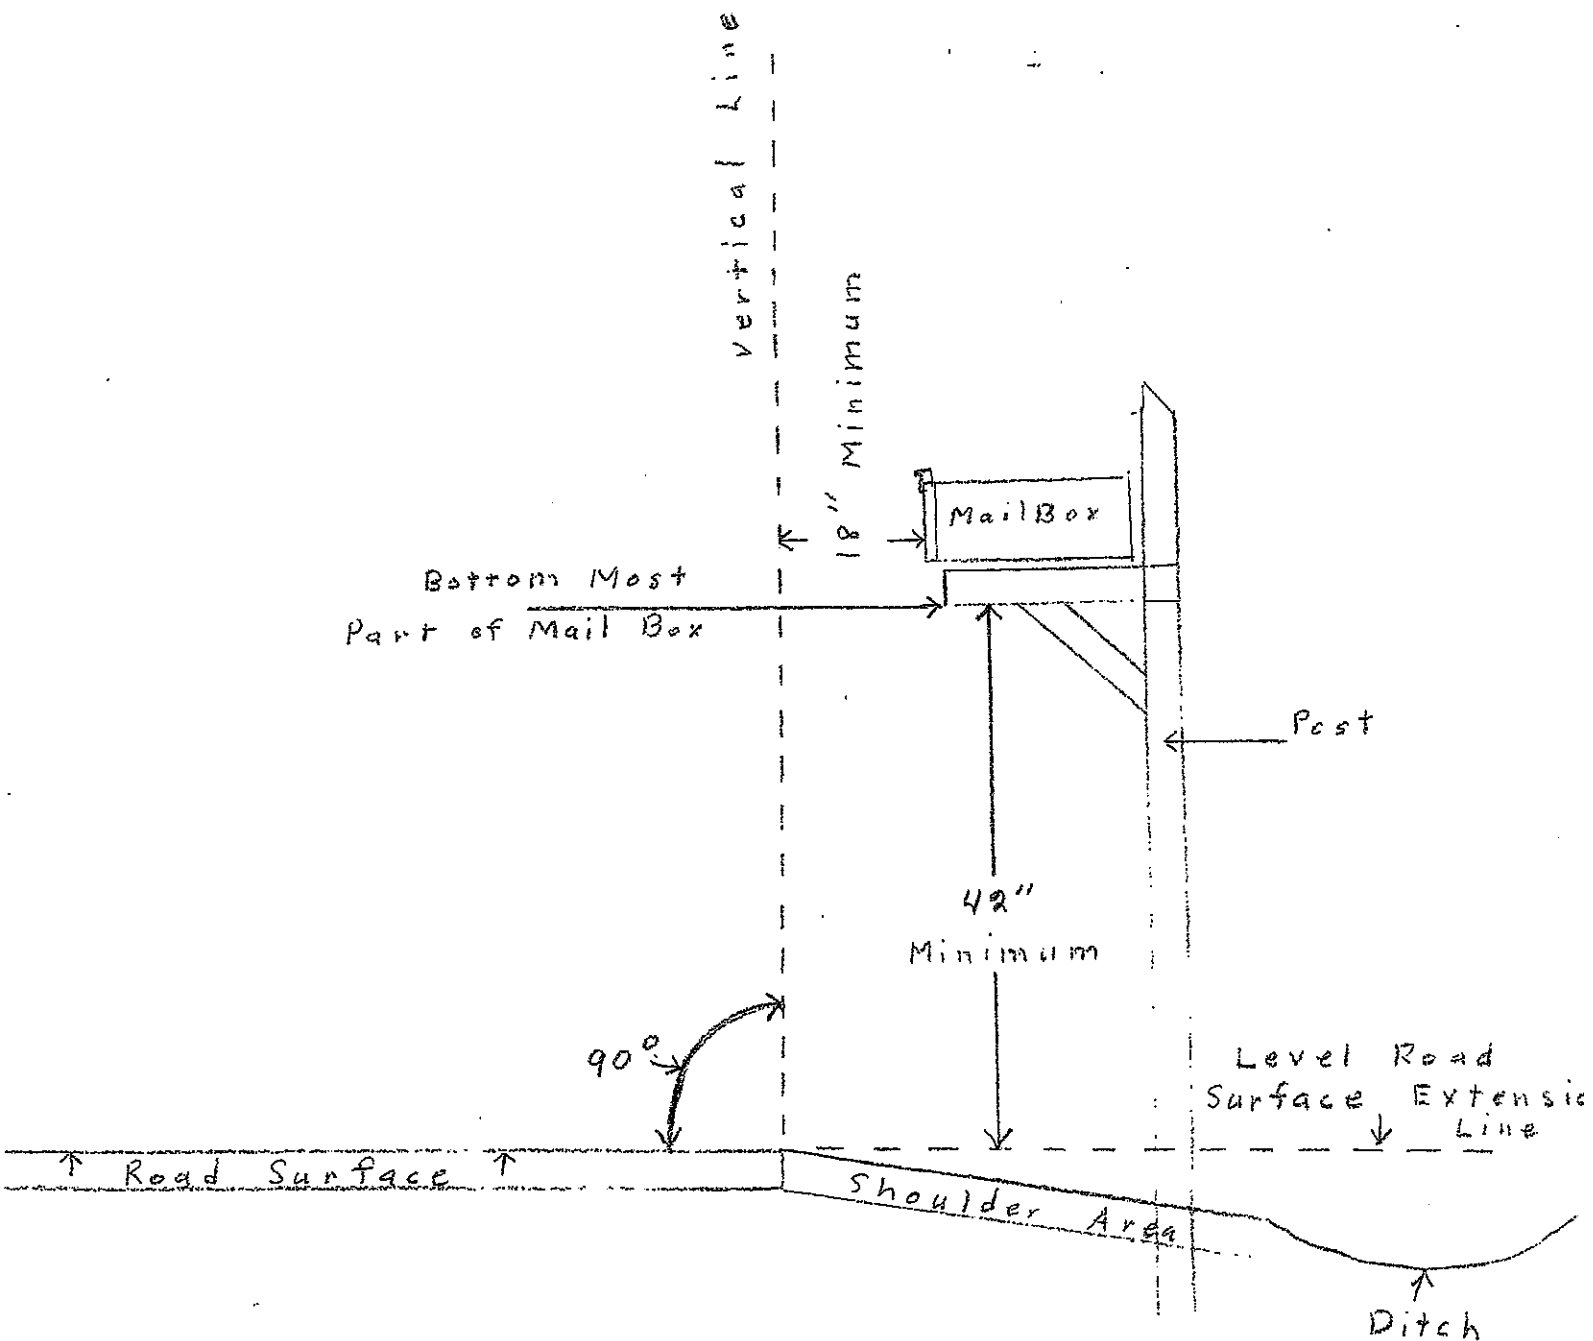 Vertical Line
18" Minimum
MailBox
Bottom Most
Part of Mail Box
Post
42"
Minimum
90°
Level Road
Surface Extensio
Line
Road Surface
Shoulder Area
Ditch